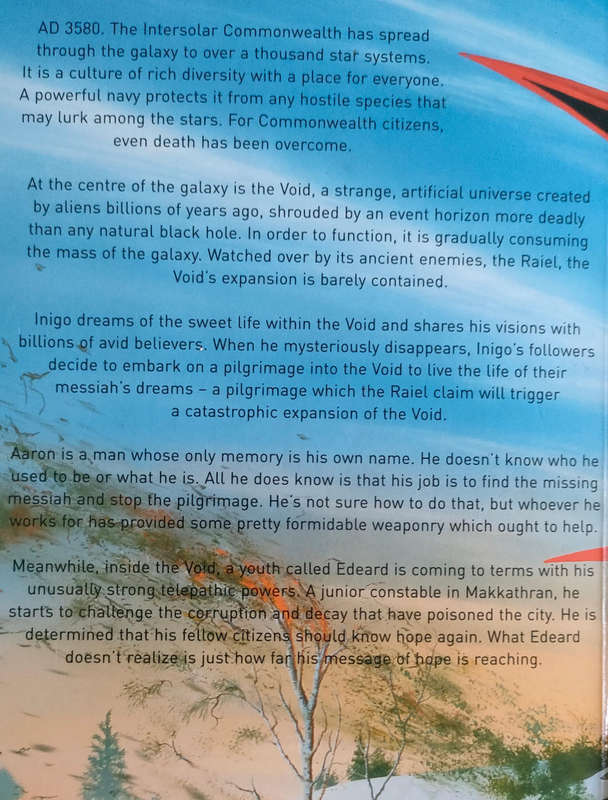 AD 3580. The Intersolar Commonwealth has spread
through the galaxy to over a thousand star systems.
It is a culture of rich diversity with a place for everyone.
A powerful navy protects it from any hostile species that
may lurk among the stars. For Commonwealth citizens,
even death has been overcome.
At the centre of the galaxy is the Void, a strange, artificial universe created
by aliens billions of years ago, shrouded by an event horizon more deadly
than any natural black hole. In order to function, it is gradually consuming
the mass of the galaxy. Watched over by its ancient enemies, the Raiel, the
Void's expansion is barely contained.
Inigo dreams of the sweet life within the Void and shares his visions with
billions of avid believers. When he mysteriously disappears, Inigo's followers
decide to embark on a pilgrimage into the Void to live the life of their
messiah's dreams – a pilgrimage which the Raiel claim will trigger
a catastrophic expansion of the Void.
Aaron is a man whose only memory is his own name. He doesn't know who he
used to be or what he is. All he does know is that his job is to find the missing
messiah and stop the pilgrimage. He's not sure how to do that, but whoever he
works for has provided some pretty formidable weaponry which ought to help.
Meanwhile, inside the Void, a youth called Edeard is coming to terms with his
unusually strong telepathic powers. A junior constable in Makkathran, he
starts to challenge the corruption and decay that have poisoned the city. He is
determined that his fellow citizens should know hope again. What Edeard
doesn't realize is just how far his message of hope is reaching.